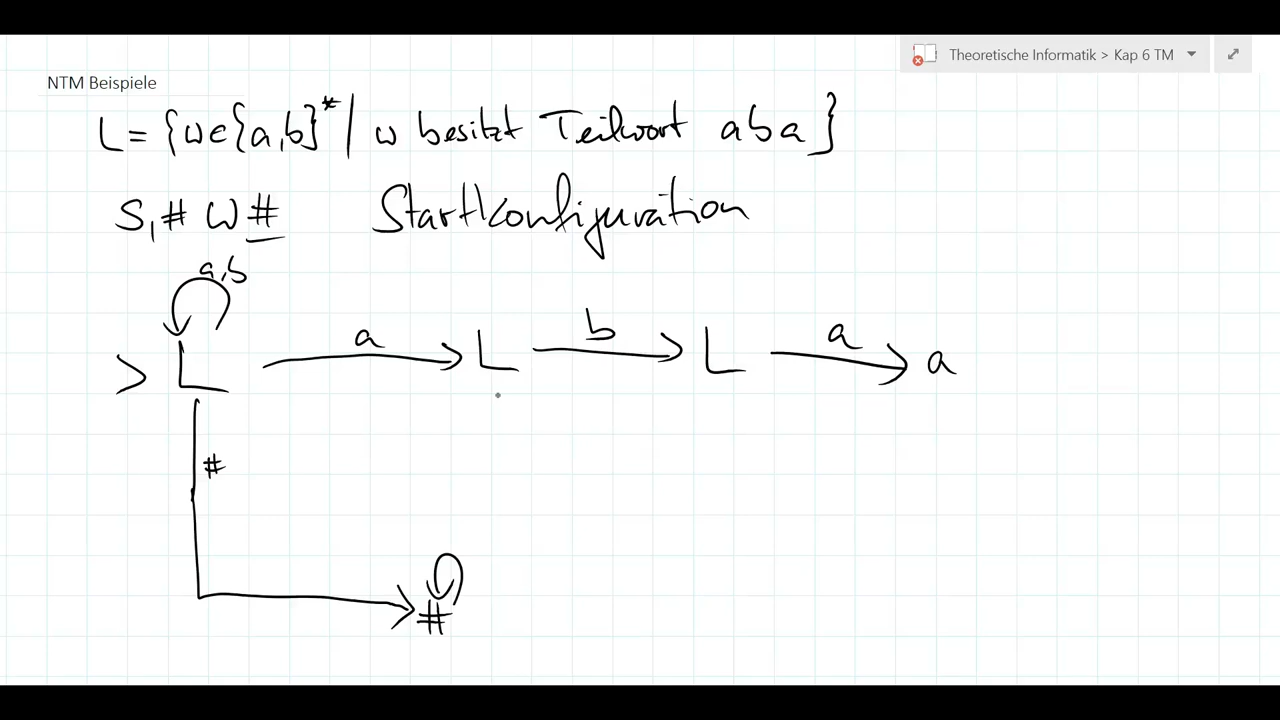 Theoretische Informatik > Kap 6 TM
NTM Beispiele
L = {w∈{a,b}* | w besitzt Teilwort aba}
s, # w # Startkonfiguration
a,b
> L a L b L a a
#
#